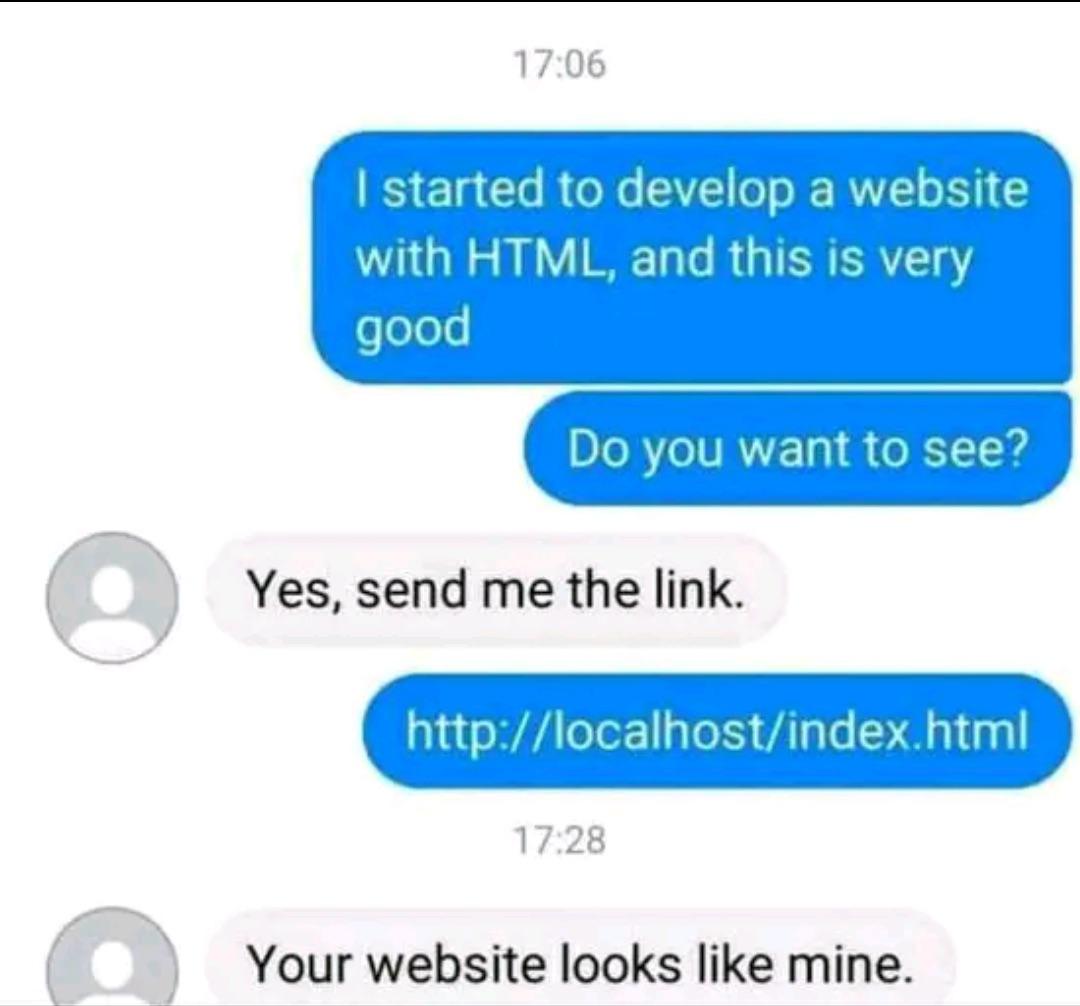 17:06
I started to develop a website
with HTML, and this is very
good
Do you want to see?
Yes, send me the link.
http://localhost/index.html
17:28
Your website looks like mine.